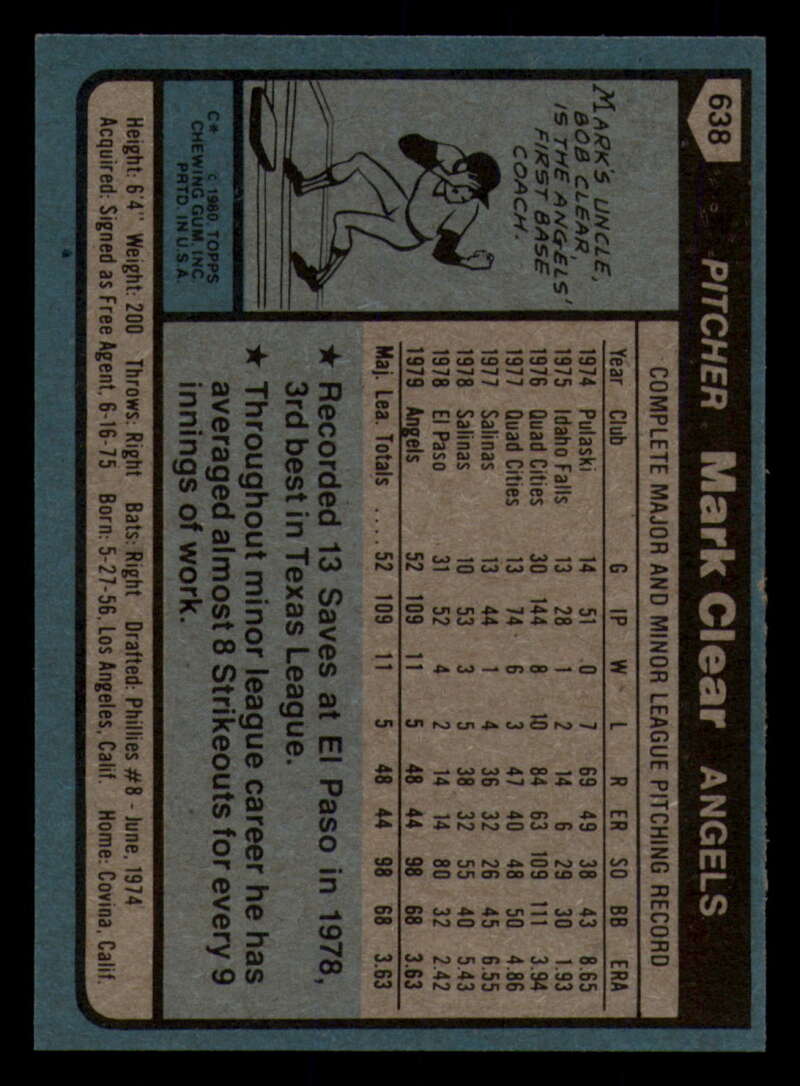 638 PITCHER Mark Clear ANGELS
MARK'S UNCLE,
BOB CLEAR,
IS THE ANGELS'
FIRST BASE
COACH.
C* © 1980 TOPPS
CHEWING GUM, INC.
PRTD. IN U.S.A.
COMPLETE MAJOR AND MINOR LEAGUE PITCHING RECORD
Year Club G IP W L R ER SO BB ERA
1974 Pulaski 14 51 0 7 69 49 38 43 8.65
1975 Idaho Falls 13 28 1 2 14 6 29 30 1.93
1976 Quad Cities 30 144 8 10 84 63 109 111 3.94
1977 Quad Cities 13 74 6 3 47 40 48 50 4.86
1977 Salinas 13 44 1 4 36 32 26 45 6.55
1978 Salinas 10 53 3 5 38 32 55 40 5.43
1978 El Paso 31 52 4 2 14 14 80 32 2.42
1979 Angels 52 109 11 5 48 44 98 68 3.63
Maj. Lea. Totals .... 52 109 11 5 48 44 98 68 3.63
★ Recorded 13 Saves at El Paso in 1978,
3rd best in Texas League.
★ Throughout minor league career he has
averaged almost 8 Strikeouts for every 9
innings of work.
Height: 6'4" Weight: 200 Throws: Right Bats: Right Drafted: Phillies #8 - June, 1974
Acquired: Signed as Free Agent, 6-16-75 Born: 5-27-56, Los Angeles, Calif. Home: Covina, Calif.